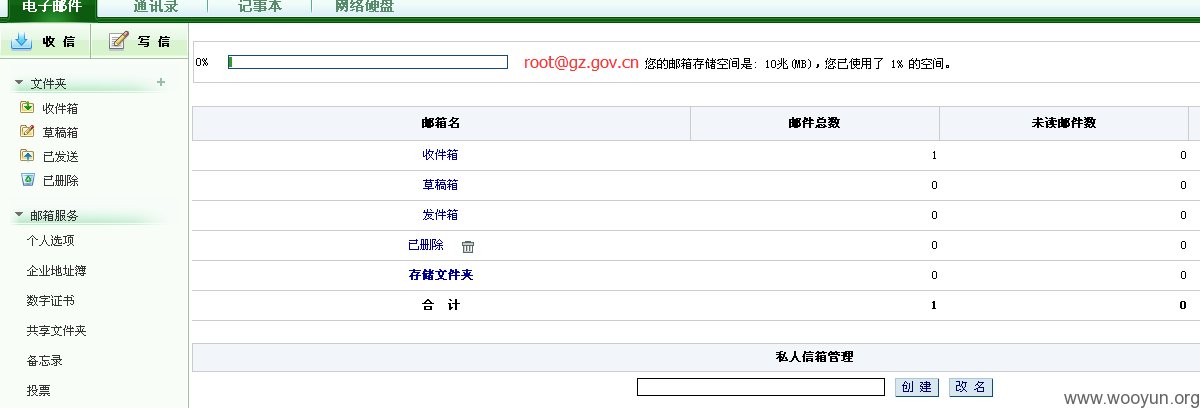 电子邮件 通讯录 记事本 网络硬盘
收 信 写 信
文件夹
收件箱
草稿箱
已发送
已删除
邮箱服务
个人选项
企业地址簿
数字证书
共享文件夹
备忘录
投票
0% root@gz.gov.cn 您的邮箱存储空间是: 10兆(MB), 您已使用了 1% 的空间。
邮箱名 邮件总数 未读邮件数
收件箱 1 0
草稿箱 0 0
发件箱 0 0
已删除 0 0
存储文件夹 0 0
合 计 1 0
私人信箱管理
创 建 改 名
www.wooyun.org